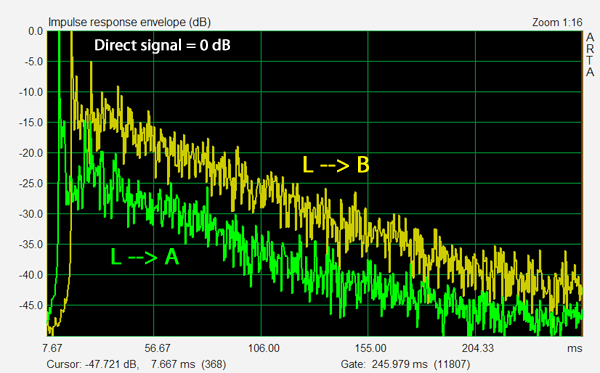 Impulse response envelope (dB)
Zoom 1:16
0.0
Direct signal = 0 dB
A
R
T
A
-5.0
-10.0
-15.0
-20.0
L --> B
-25.0
-30.0
-35.0
L --> A
-40.0
-45.0
7.67 56.67 106.00 155.00 204.33 ms
Cursor: -47.721 dB, 7.667 ms (368) Gate: 245.979 ms (11807)